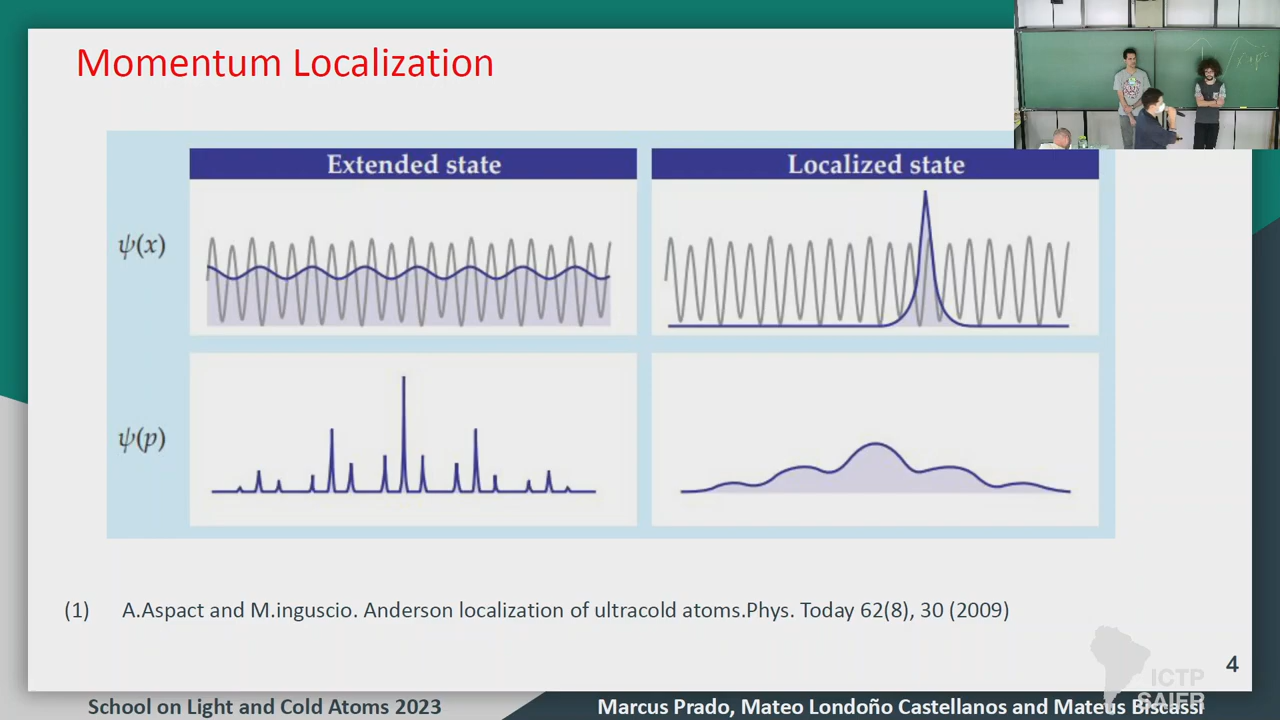 Momentum Localization
Extended state
Localized state
ψ(x)
ψ(p)
(1) A.Aspact and M.inguscio. Anderson localization of ultracold atoms.Phys. Today 62(8), 30 (2009)
4
ICTP
SAIFR
School on Light and Cold Atoms 2023
Marcus Prado, Mateo Londoño Castellanos and Mateus Biscassi